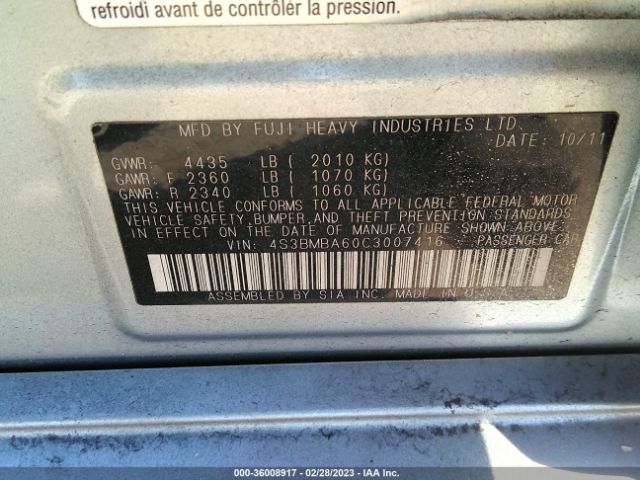 refroidi avant de contrôler la pression.
MFD BY FUJI HEAVY INDUSTRIES LTD.
DATE: 10/11
GVWR: 4435 LB ( 2010 KG)
GAWR: F 2360 LB ( 1070 KG)
GAWR: R 2340 LB ( 1060 KG)
THIS VEHICLE CONFORMS TO ALL APPLICABLE FEDERAL MOTOR
VEHICLE SAFETY, BUMPER, AND THEFT PREVENTION STANDARDS
IN EFFECT ON THE DATE OF MANUFACTURE SHOWN ABOVE.
VIN: 4S3BMBA60C3007416 PASSENGER CAR
ASSEMBLED BY SIA INC. MADE IN U.S.A.
000-36008917 - 02/28/2023 - IAA Inc.